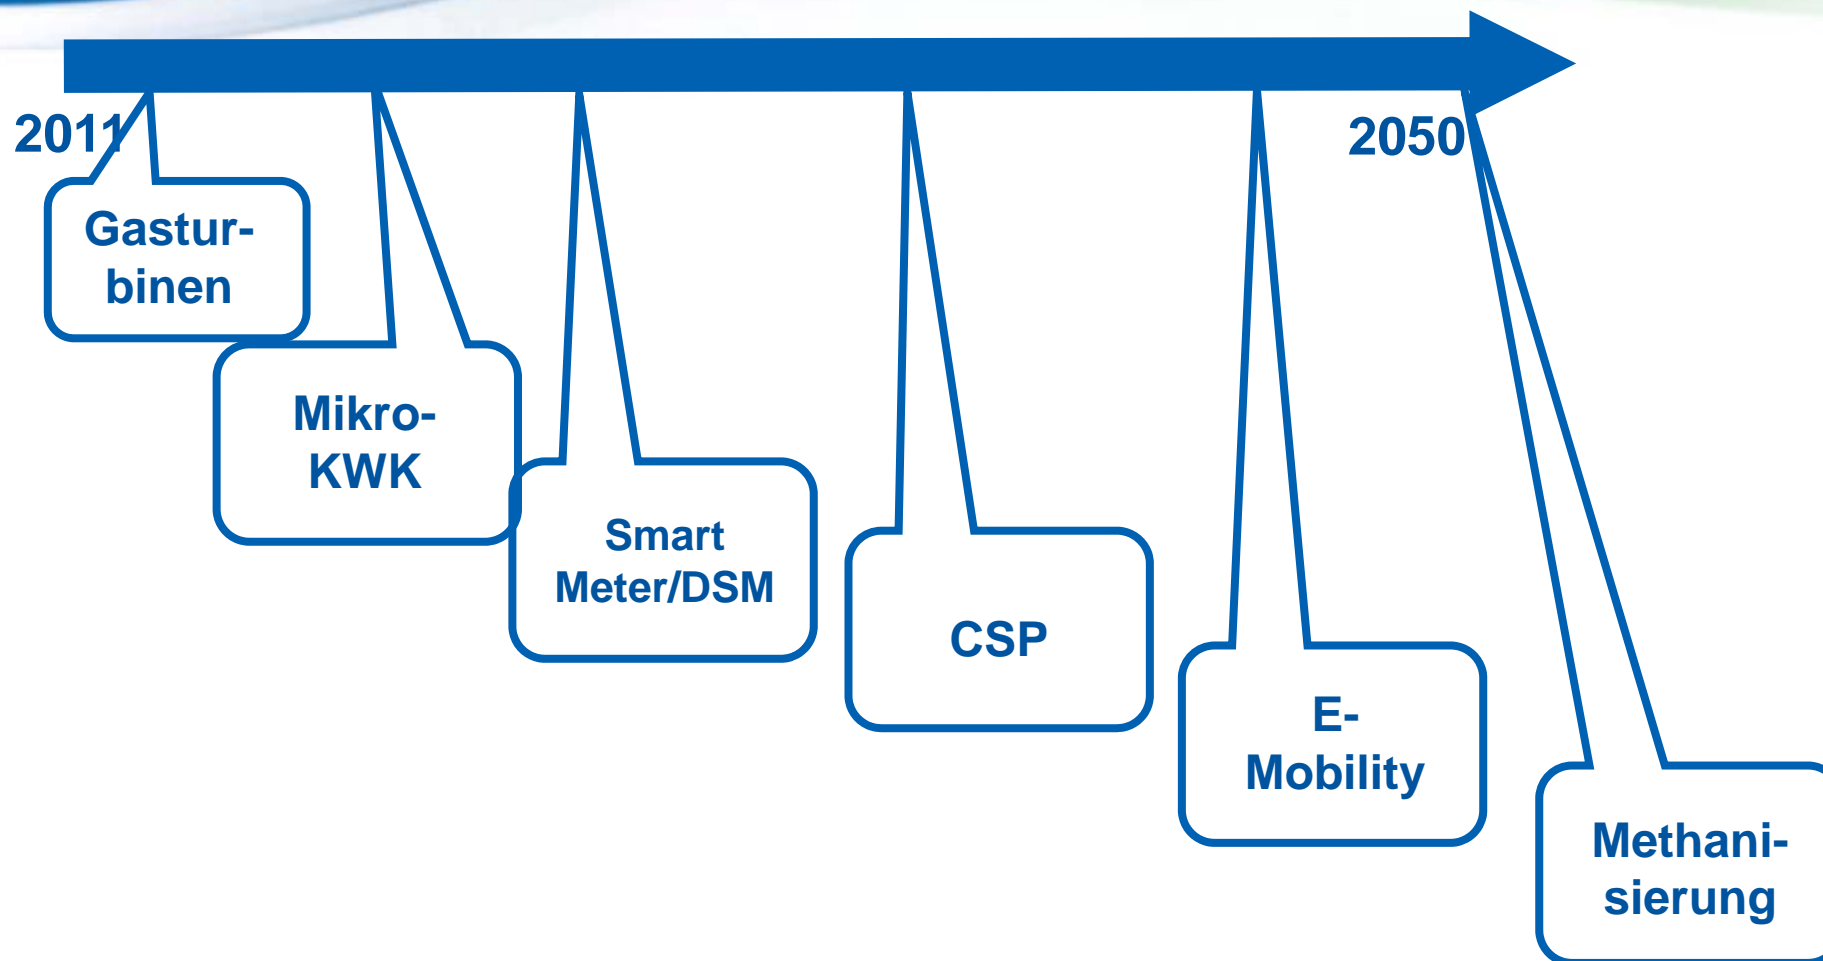 2011
2050
Gastur-
binen
Mikro-
KWK
Smart
Meter/DSM
CSP
E-
Mobility
Methani-
sierung